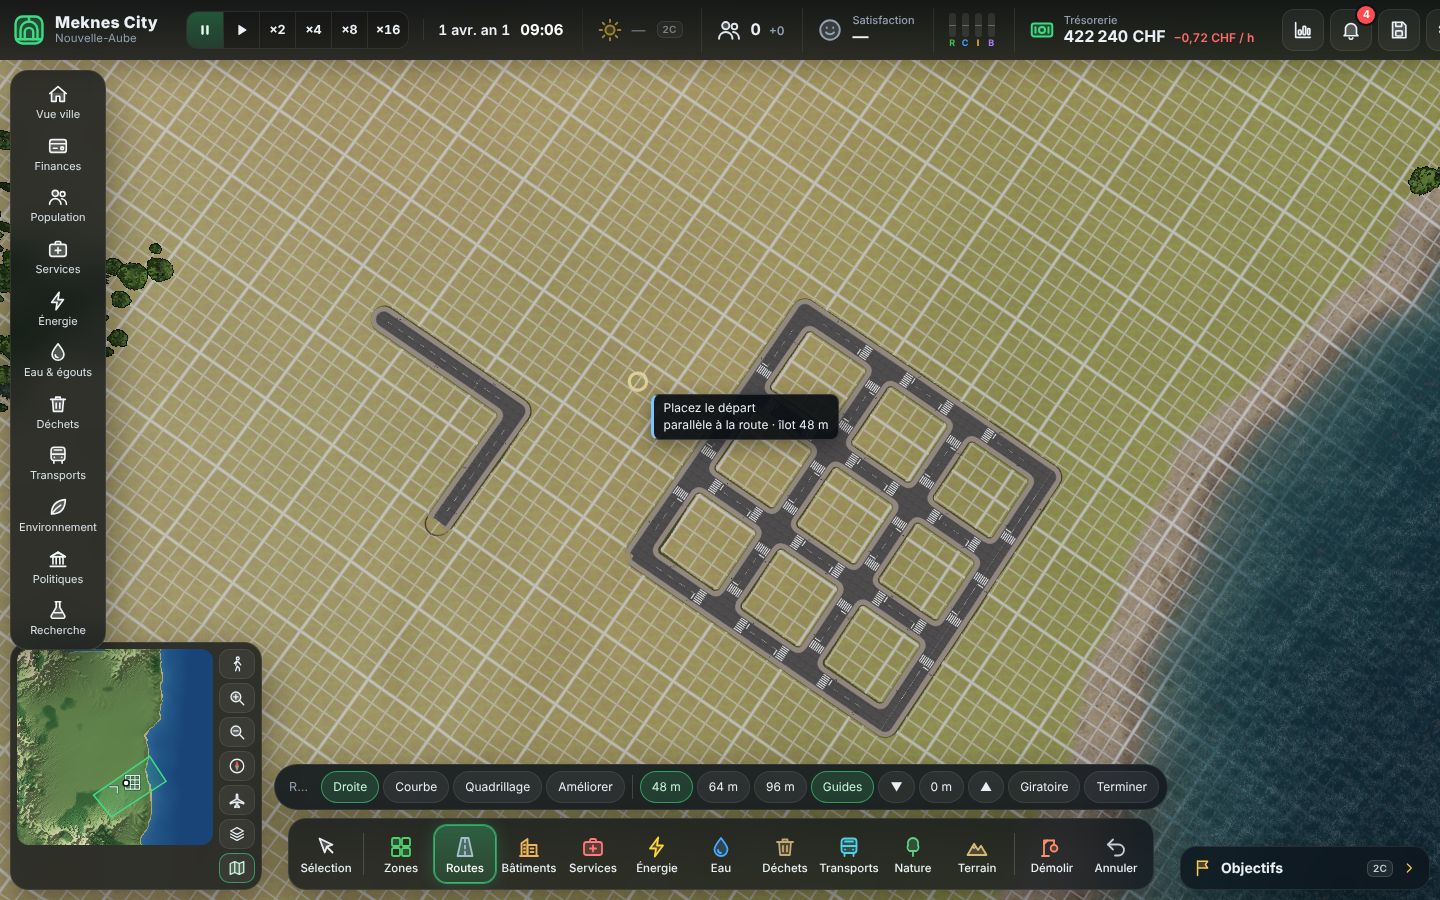 Meknes City
Nouvelle-Aube
×2
×4
×8
×16
1 avr. an 1 09:06
—
2C
0 +0
Satisfaction
—
R C I B
Trésorerie
422 240 CHF −0,72 CHF / h
4
Vue ville
Finances
Population
Services
Énergie
Eau & égouts
Déchets
Transports
Environnement
Politiques
Recherche
Placez le départ
parallèle à la route · îlot 48 m
R...
Droite
Courbe
Quadrillage
Améliorer
48 m
64 m
96 m
Guides
▼
0 m
▲
Giratoire
Terminer
Sélection
Zones
Routes
Bâtiments
Services
Énergie
Eau
Déchets
Transports
Nature
Terrain
Démolir
Annuler
Objectifs
2C